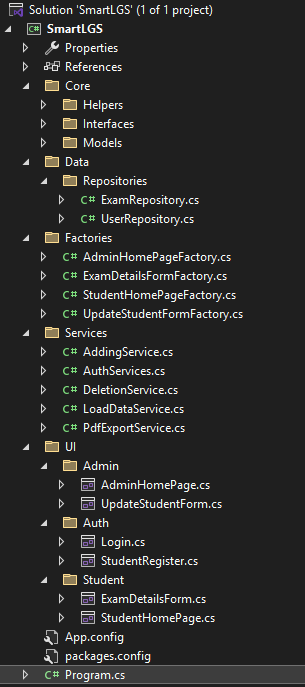 Solution 'SmartLGS' (1 of 1 project)
C# SmartLGS
Properties
References
Core
Helpers
Interfaces
Models
Data
Repositories
C# ExamRepository.cs
C# UserRepository.cs
Factories
C# AdminHomePageFactory.cs
C# ExamDetailsFormFactory.cs
C# StudentHomePageFactory.cs
C# UpdateStudentFormFactory.cs
Services
C# AddingService.cs
C# AuthServices.cs
C# DeletionService.cs
C# LoadDataService.cs
C# PdfExportService.cs
UI
Admin
AdminHomePage.cs
UpdateStudentForm.cs
Auth
Login.cs
StudentRegister.cs
Student
ExamDetailsForm.cs
StudentHomePage.cs
App.config
packages.config
C# Program.cs